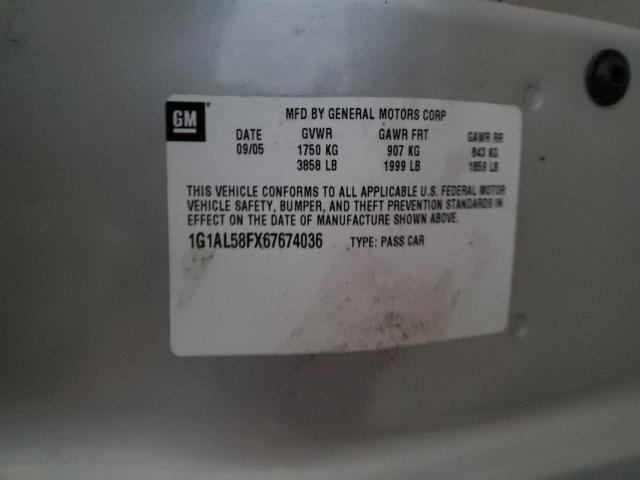 GM
MFD BY GENERAL MOTORS CORP
DATE GVWR GAWR FRT GAWR RR
09/05 1750 KG 907 KG 843 KG
3858 LB 1999 LB 1859 LB
THIS VEHICLE CONFORMS TO ALL APPLICABLE U.S. FEDERAL MOTOR
VEHICLE SAFETY, BUMPER, AND THEFT PREVENTION STANDARDS IN
EFFECT ON THE DATE OF MANUFACTURE SHOWN ABOVE.
1G1AL58FX67674036 TYPE: PASS CAR